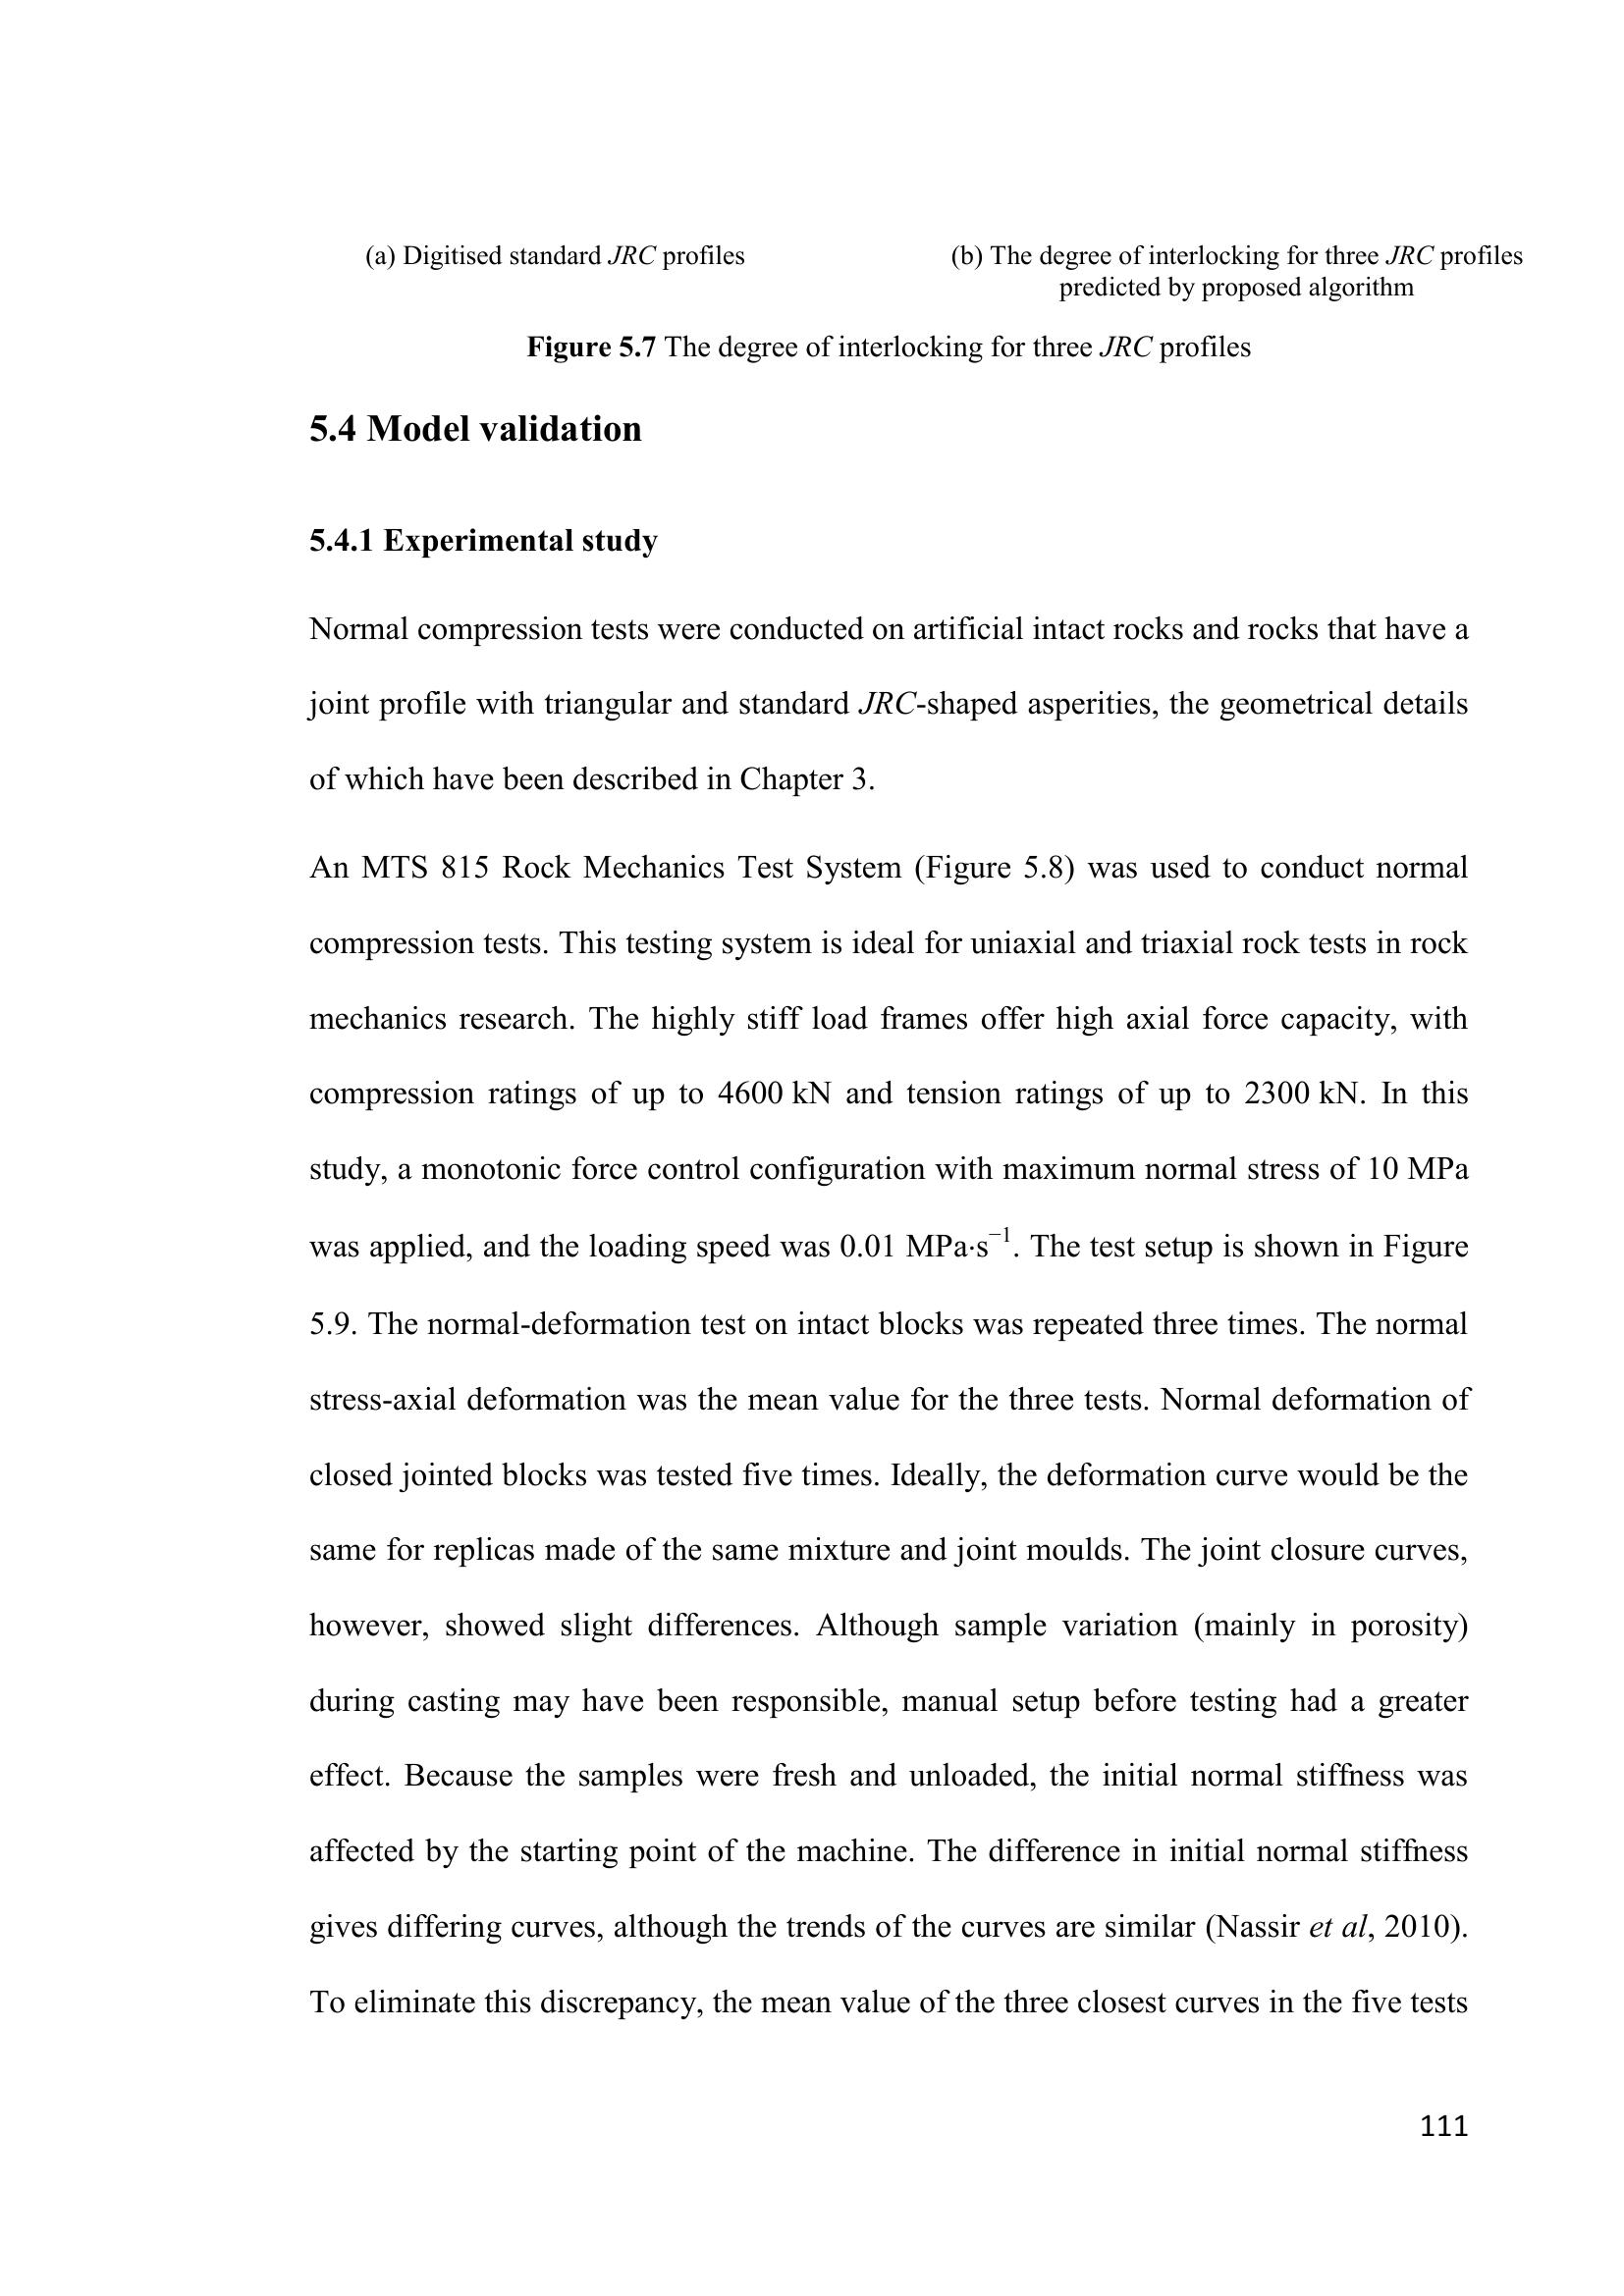 (a) Digitised standard JRC profiles
(b) The degree of interlocking for three JRC profiles
predicted by proposed algorithm
Figure 5.7 The degree of interlocking for three JRC profiles
5.4 Model validation
5.4.1 Experimental study
Normal compression tests were conducted on artificial intact rocks and rocks that have a
joint profile with triangular and standard JRC-shaped asperities, the geometrical details
of which have been described in Chapter 3.
An MTS 815 Rock Mechanics Test System (Figure 5.8) was used to conduct normal
compression tests. This testing system is ideal for uniaxial and triaxial rock tests in rock
mechanics research. The highly stiff load frames offer high axial force capacity, with
compression ratings of up to 4600 kN and tension ratings of up to 2300 kN. In this
study, a monotonic force control configuration with maximum normal stress of 10 MPa
was applied, and the loading speed was 0.01 MPa·s⁻¹. The test setup is shown in Figure
5.9. The normal-deformation test on intact blocks was repeated three times. The normal
stress-axial deformation was the mean value for the three tests. Normal deformation of
closed jointed blocks was tested five times. Ideally, the deformation curve would be the
same for replicas made of the same mixture and joint moulds. The joint closure curves,
however, showed slight differences. Although sample variation (mainly in porosity)
during casting may have been responsible, manual setup before testing had a greater
effect. Because the samples were fresh and unloaded, the initial normal stiffness was
affected by the starting point of the machine. The difference in initial normal stiffness
gives differing curves, although the trends of the curves are similar (Nassir et al, 2010).
To eliminate this discrepancy, the mean value of the three closest curves in the five tests
111